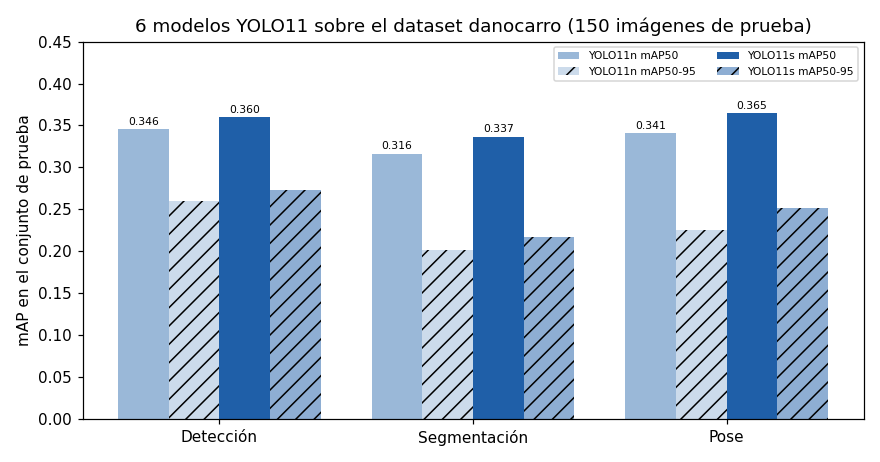 6 modelos YOLO11 sobre el dataset danocarro (150 imágenes de prueba)
YOLO11n mAP50
YOLO11n mAP50-95
YOLO11s mAP50
YOLO11s mAP50-95
mAP en el conjunto de prueba
0.45
0.40
0.35
0.30
0.25
0.20
0.15
0.10
0.05
0.00
0.346
0.360
0.316
0.337
0.341
0.365
Detección
Segmentación
Pose